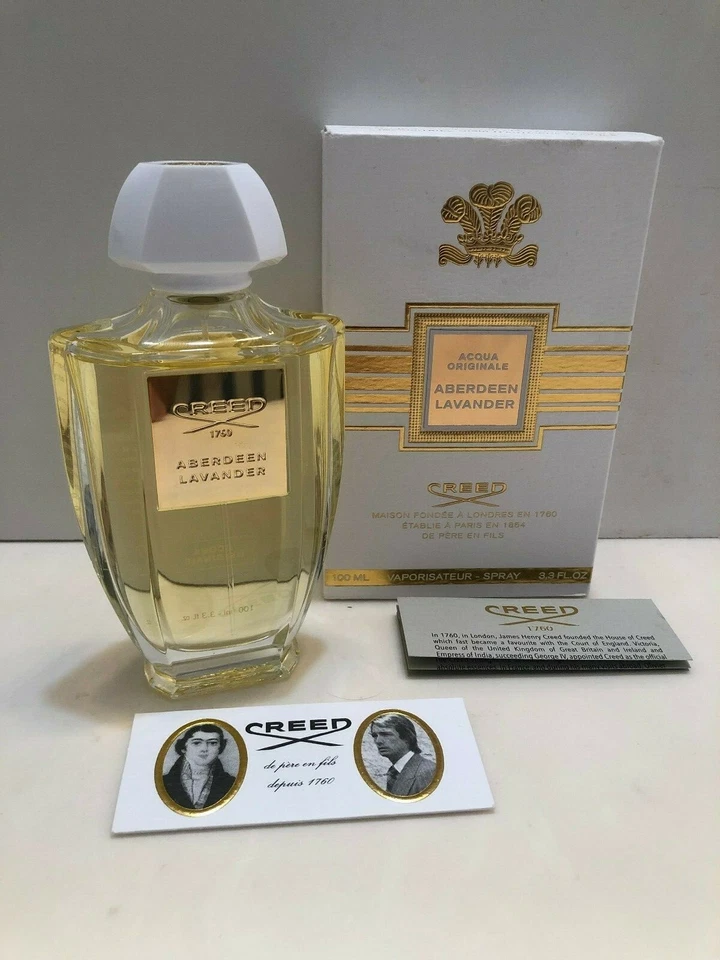 ACQUA
ORIGINALE
ABERDEEN
LAVANDER
CREED
MAISON FONDÉE À LONDRES EN 1760
ÉTABLIE À PARIS EN 1854
DE PÈRE EN FILS
100 ML VAPORISATEUR - SPRAY 3.3 FL.OZ
CREED
1760
ABERDEEN
LAVANDER
CREED
1760
In 1760, in London, James Henry Creed founded the House of Creed
which fast became a favourite with the Court of England. Victoria,
Queen of the United Kingdom of Great Britain and Ireland and
Empress of India, succeeding George IV, appointed Creed as the official
CREED
de père en fils
depuis 1760